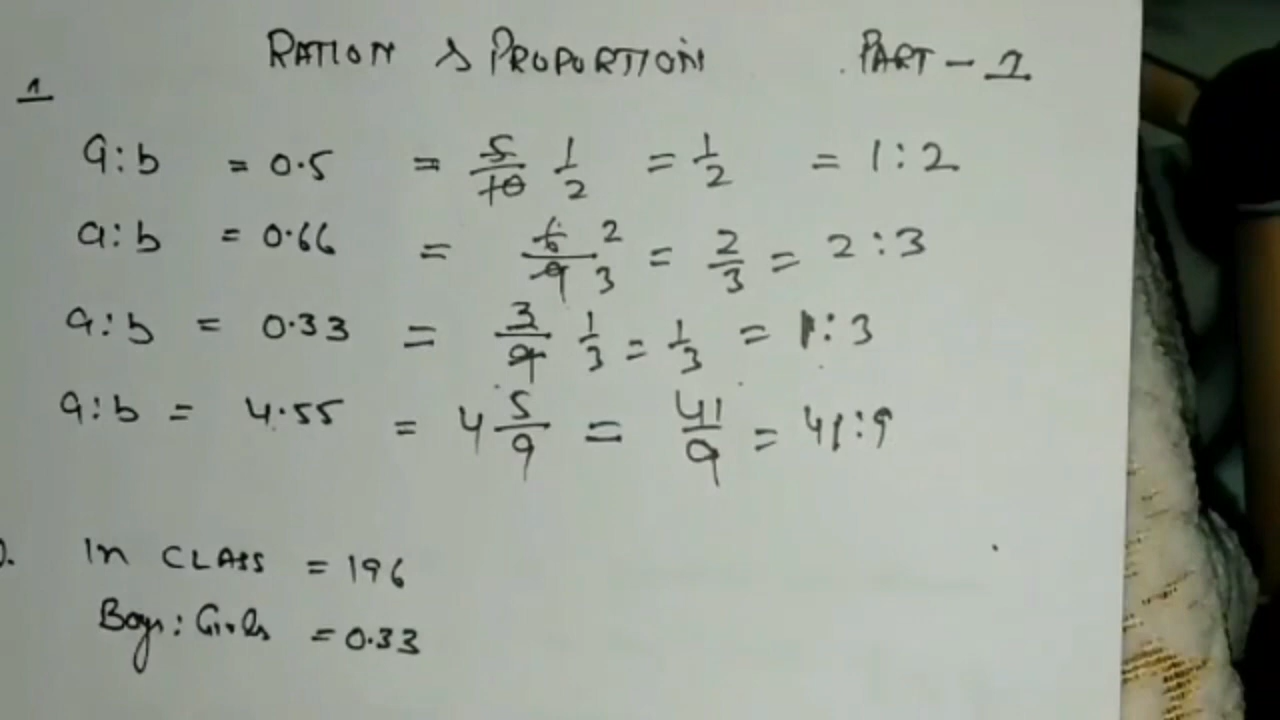 RATION & PROPORTION PART - 1
1
a:b = 0.5 = 5/10 1/2 = 1/2 = 1:2
a:b = 0.66 = 6/9 2/3 = 2/3 = 2:3
a:b = 0.33 = 3/9 1/3 = 1/3 = 1:3
a:b = 4.55 = 4 5/9 = 41/9 = 41:9
In CLASS = 196
Boys: Girls = 0.33